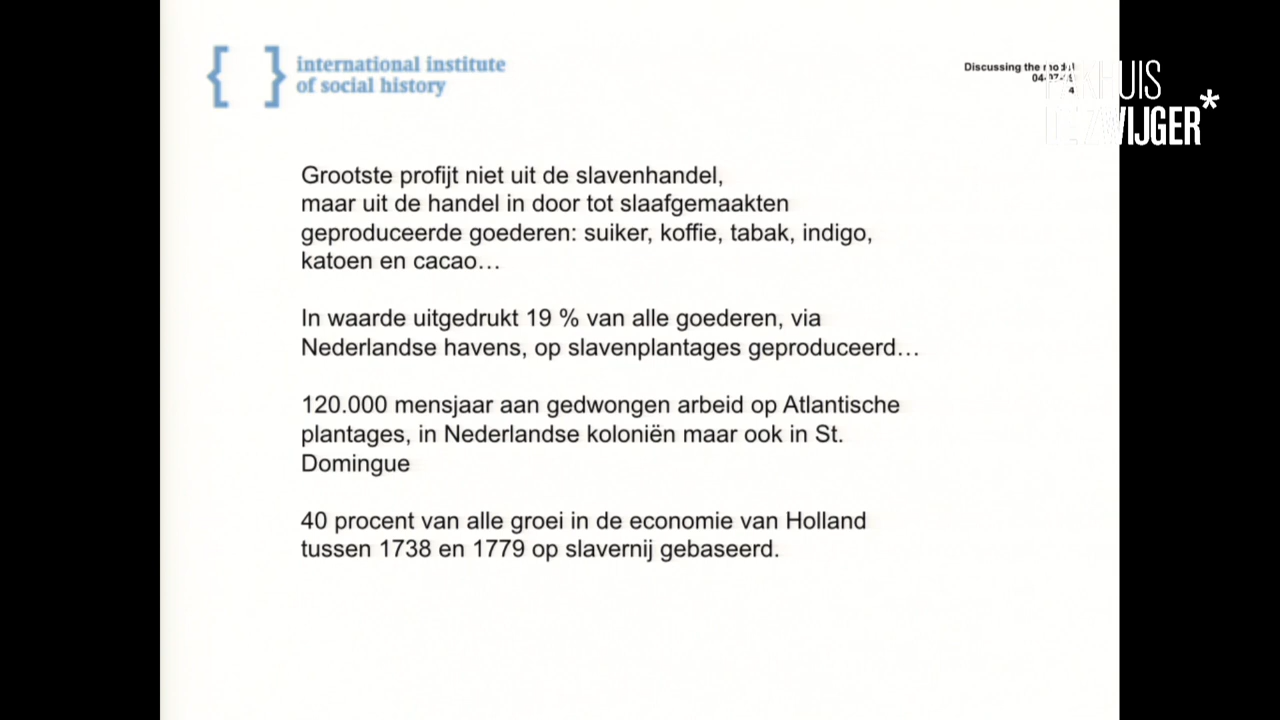 international institute
of social history
Discussing the
4
HUIS
WIJGER*
Grootste profijt niet uit de slavenhandel,
maar uit de handel in door tot slaafgemaakten
geproduceerde goederen: suiker, koffie, tabak, indigo,
katoen en cacao…
In waarde uitgedrukt 19 % van alle goederen, via
Nederlandse havens, op slavenplantages geproduceerd…
120.000 mensjaar aan gedwongen arbeid op Atlantische
plantages, in Nederlandse koloniën maar ook in St.
Domingue
40 procent van alle groei in de economie van Holland
tussen 1738 en 1779 op slavernij gebaseerd.